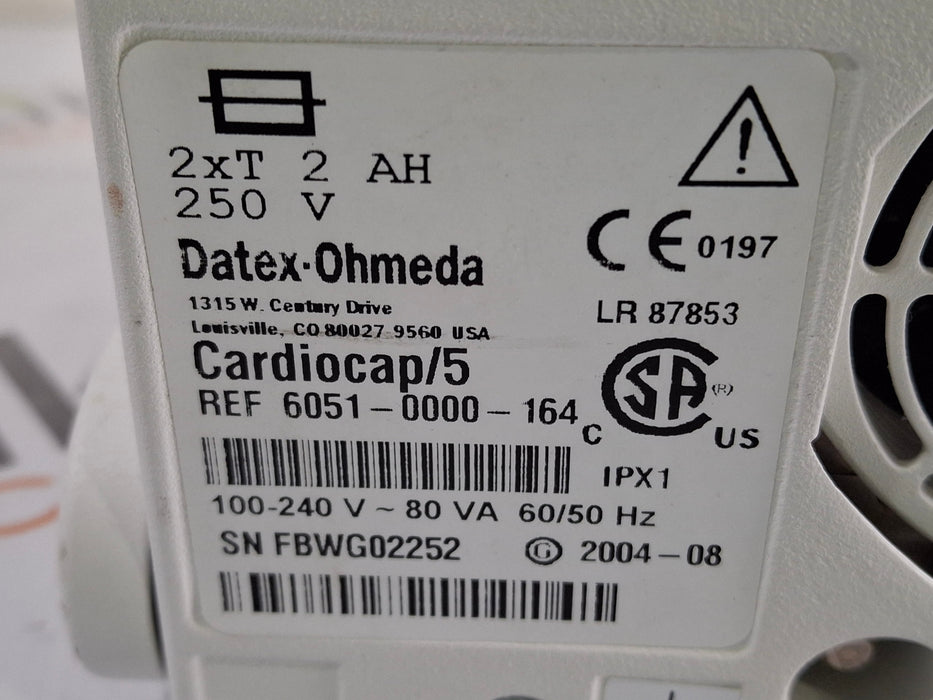 2xT 2 AH
250 V
Datex-Ohmeda
CE 0197
1315 W. Century Drive
Louisville, CO 80027-9560 USA
LR 87853
Cardiocap/5
REF 6051-0000-164
SA (R)
C US
IPX1
100-240 V ~ 80 VA 60/50 Hz
SN FBWG02252
G 2004-08